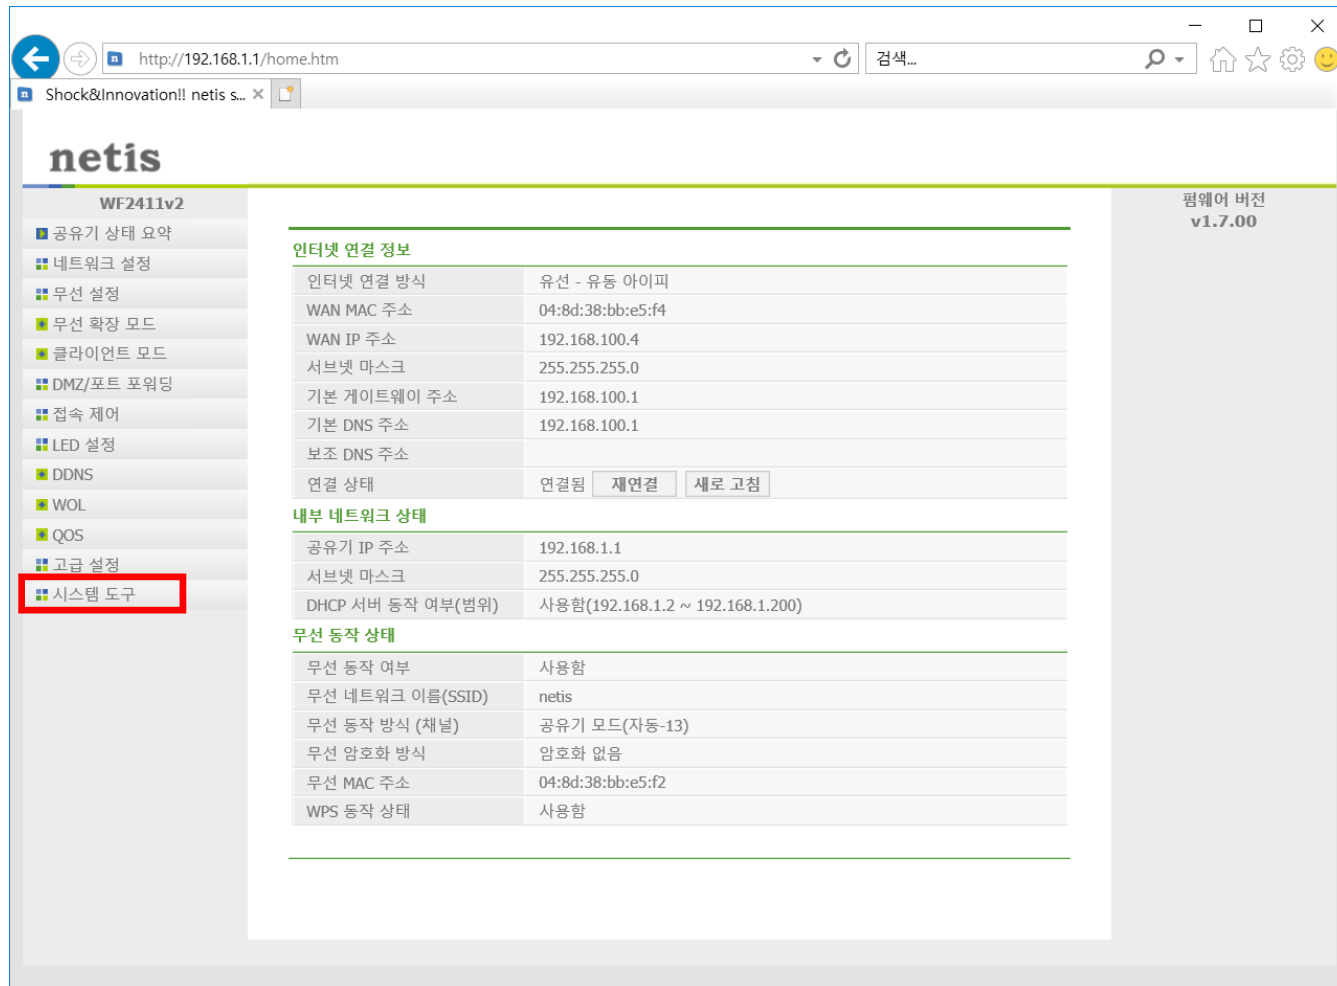 http://192.168.1.1/home.htm
검색...
Shock&Innovation!! netis s...
netis
WF2411v2
공유기 상태 요약
네트워크 설정
무선 설정
무선 확장 모드
클라이언트 모드
DMZ/포트 포워딩
접속 제어
LED 설정
DDNS
WOL
QOS
고급 설정
시스템 도구
인터넷 연결 정보
인터넷 연결 방식 유선 - 유동 아이피
WAN MAC 주소 04:8d:38:bb:e5:f4
WAN IP 주소 192.168.100.4
서브넷 마스크 255.255.255.0
기본 게이트웨이 주소 192.168.100.1
기본 DNS 주소 192.168.100.1
보조 DNS 주소
연결 상태 연결됨 재연결 새로 고침
내부 네트워크 상태
공유기 IP 주소 192.168.1.1
서브넷 마스크 255.255.255.0
DHCP 서버 동작 여부(범위) 사용함(192.168.1.2 ~ 192.168.1.200)
무선 동작 상태
무선 동작 여부 사용함
무선 네트워크 이름(SSID) netis
무선 동작 방식 (채널) 공유기 모드(자동-13)
무선 암호화 방식 암호화 없음
무선 MAC 주소 04:8d:38:bb:e5:f2
WPS 동작 상태 사용함
펌웨어 버전
v1.7.00